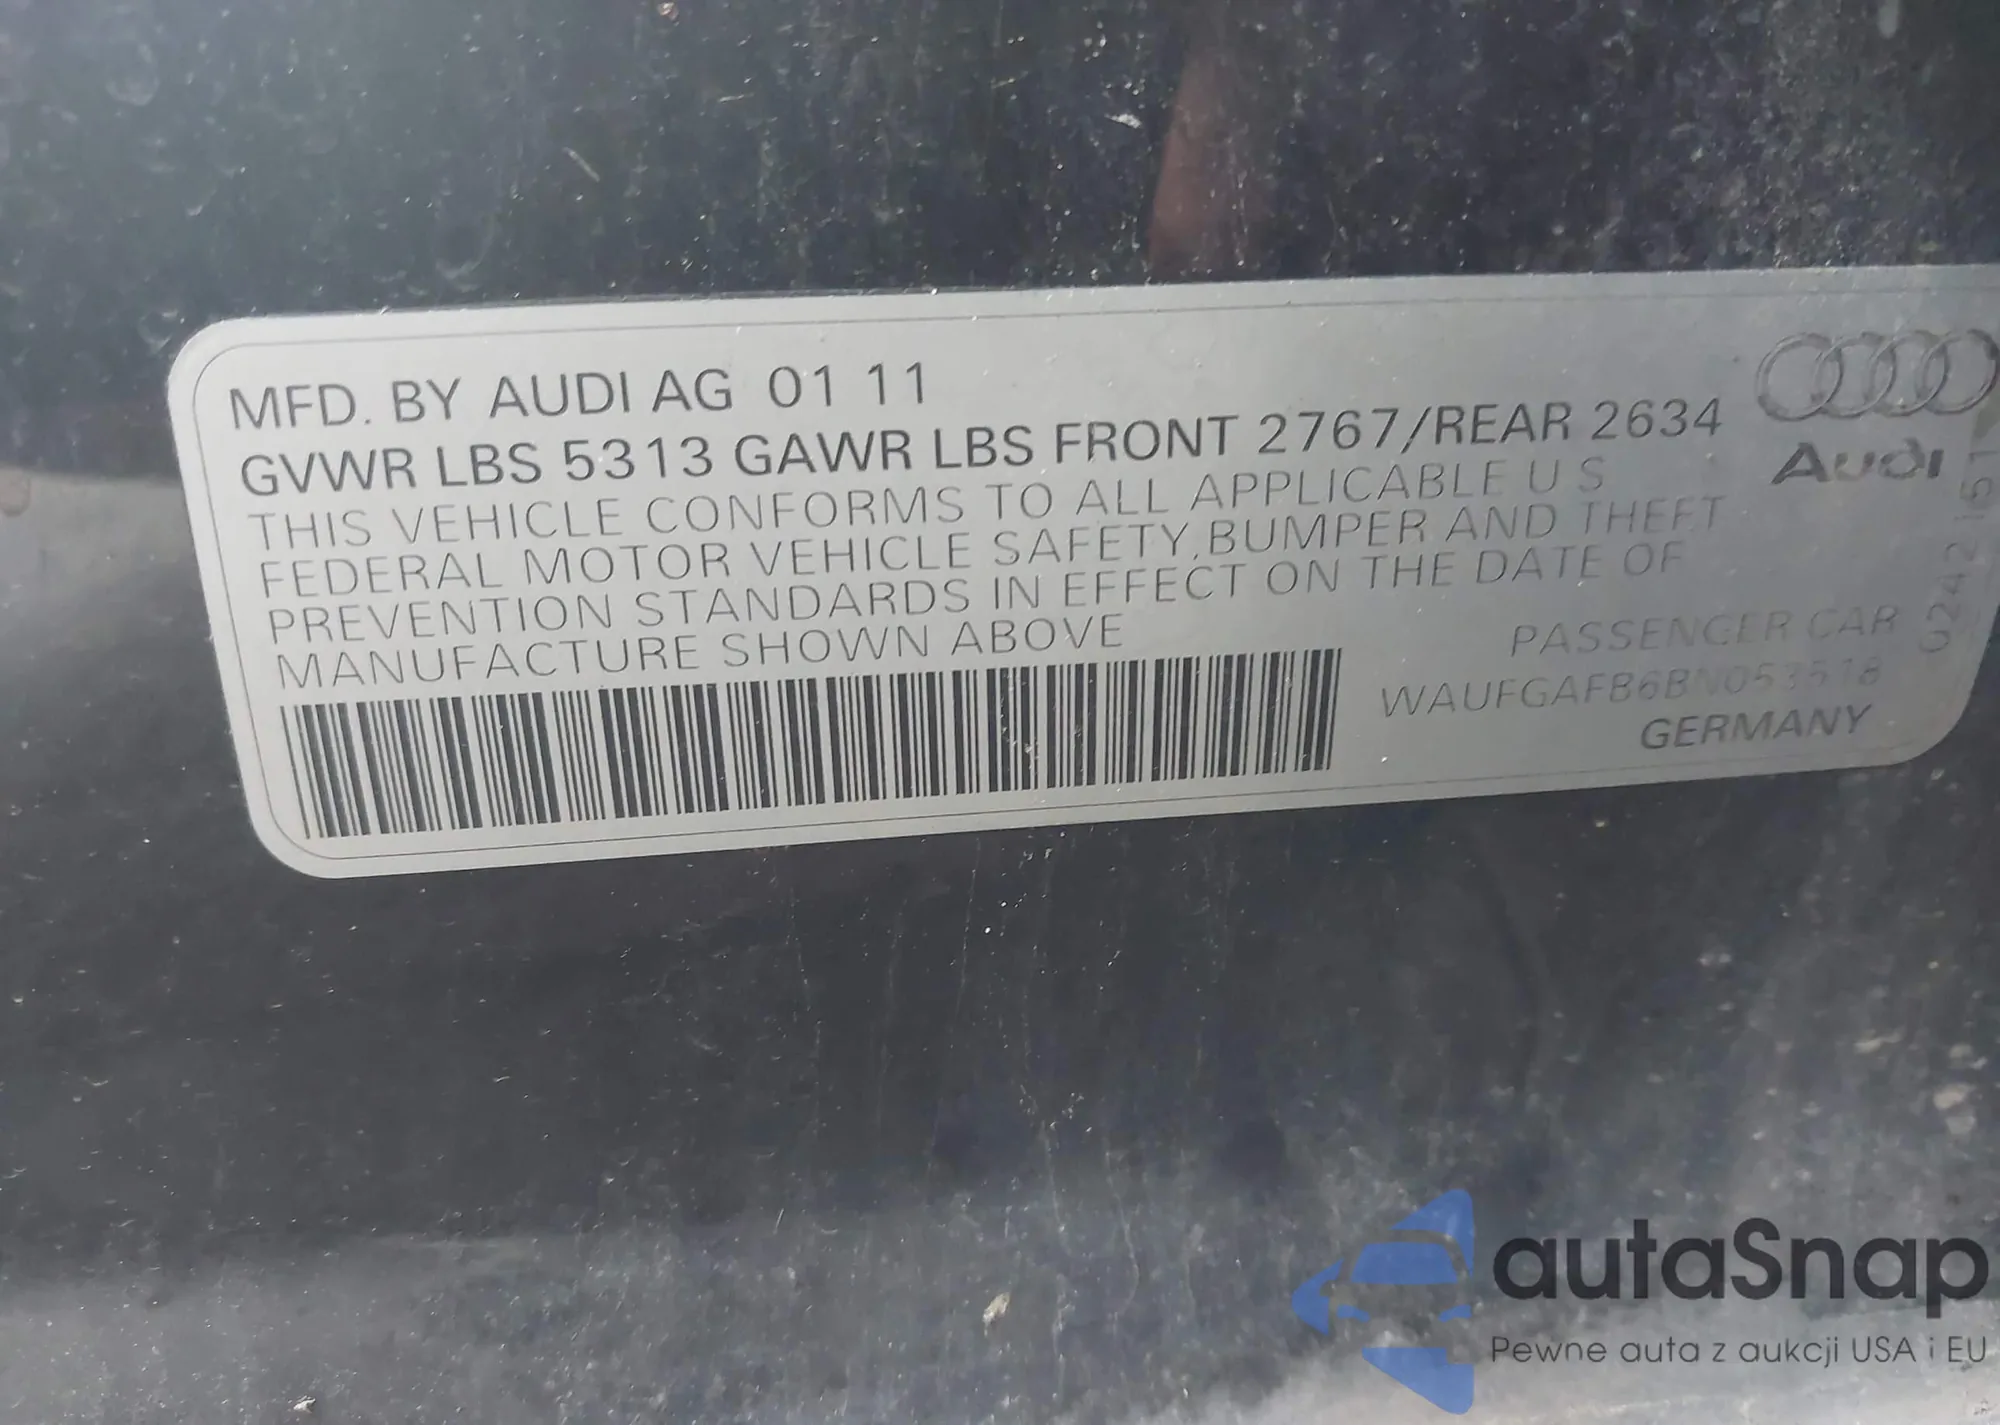 MFD. BY AUDI AG 01 11
GVWR LBS 5313 GAWR LBS FRONT 2767/REAR 2634
THIS VEHICLE CONFORMS TO ALL APPLICABLE U S
FEDERAL MOTOR VEHICLE SAFETY, BUMPER AND THEFT
PREVENTION STANDARDS IN EFFECT ON THE DATE OF
MANUFACTURE SHOWN ABOVE
Audi
PASSENGER CAR
WAUFGAFB6BN053518
GERMANY
autaSnap
Pewne auta z aukcji USA i EU